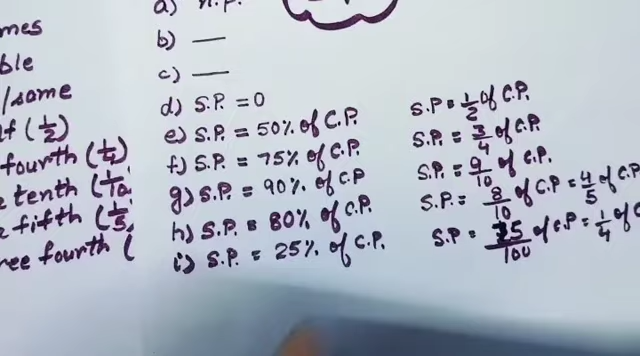 mes
ble
/same
f (1/2)
fourth (1/4)
tenth (1/10
fifth (1/5
ree fourth (
a)
b) —
c) —
d) S.P. = 0
e) S.P. = 50% of C.P. S.P = 1/2 of C.P.
f) S.P. = 75% of C.P. S.P. = 3/4 of C.P.
g) S.P. = 90% of C.P S.P. = 9/10 of C.P.
h) S.P. = 80% of C.P. S.P. = 8/10 of C.P = 4/5 of C.P
i) S.P. = 25% of C.P. S.P = 25/100 of C.P = 1/4 of C